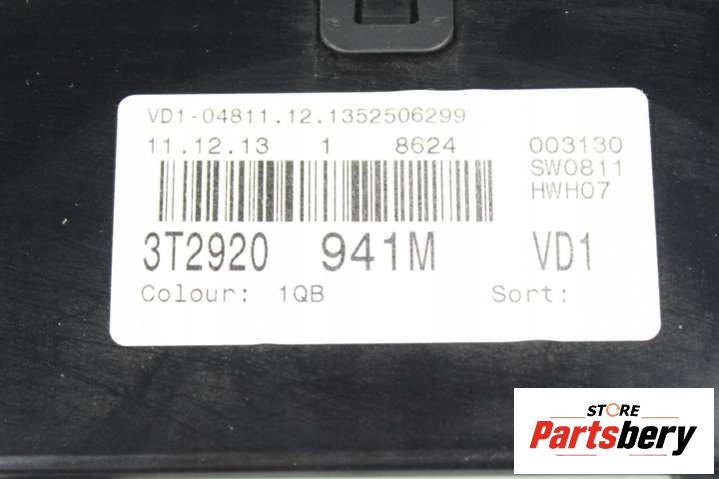 VD1-04811.12.1352506299
11.12.13 1 8624 003130
SW0811
HWH07
3T2920 941M VD1
Colour: 1QB Sort:
STORE
Partsbery